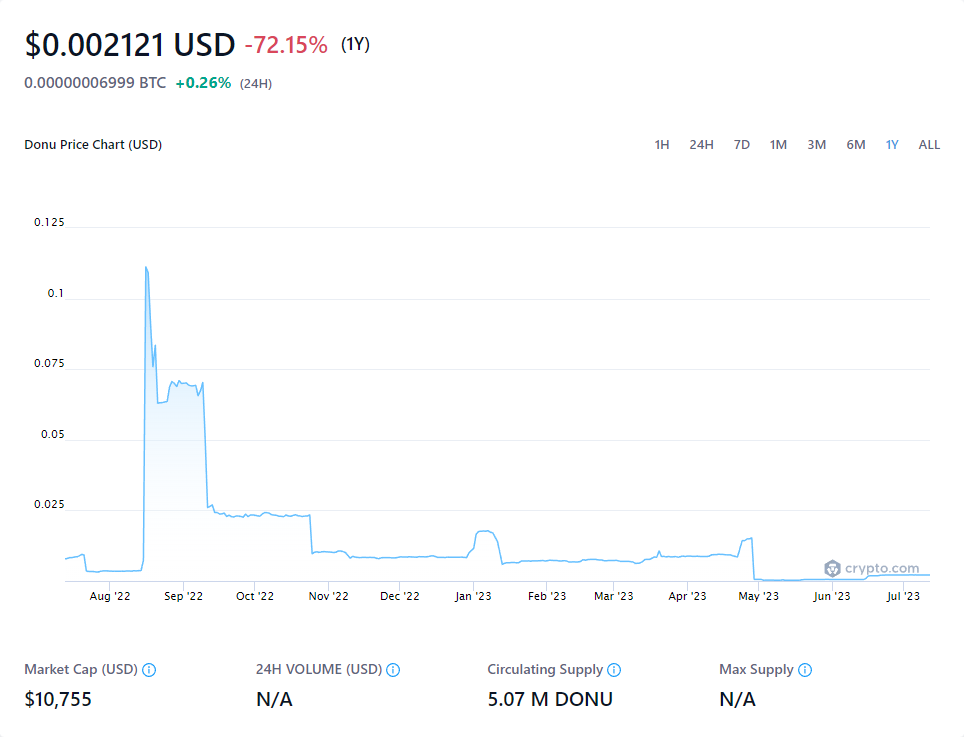 $0.002121 USD -72.15% (1Y)
0.00000006999 BTC +0.26% (24H)
Donu Price Chart (USD) 1H 24H 7D 1M 3M 6M 1Y ALL
0.125
0.1
0.075
0.05
0.025
crypto.com
Aug '22 Sep '22 Oct '22 Nov '22 Dec '22 Jan '23 Feb '23 Mar '23 Apr '23 May '23 Jun '23 Jul '23
Market Cap (USD) 24H VOLUME (USD) Circulating Supply Max Supply
$10,755 N/A 5.07 M DONU N/A